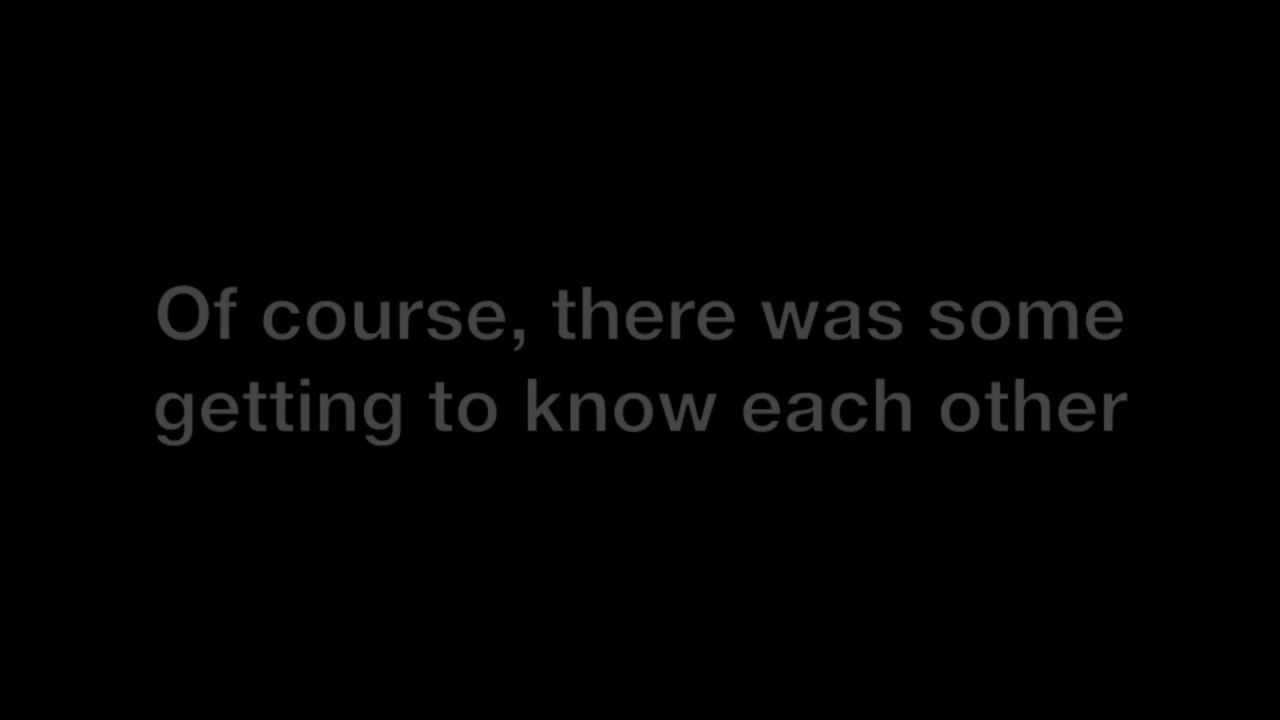 Of course, there was some
getting to know each other